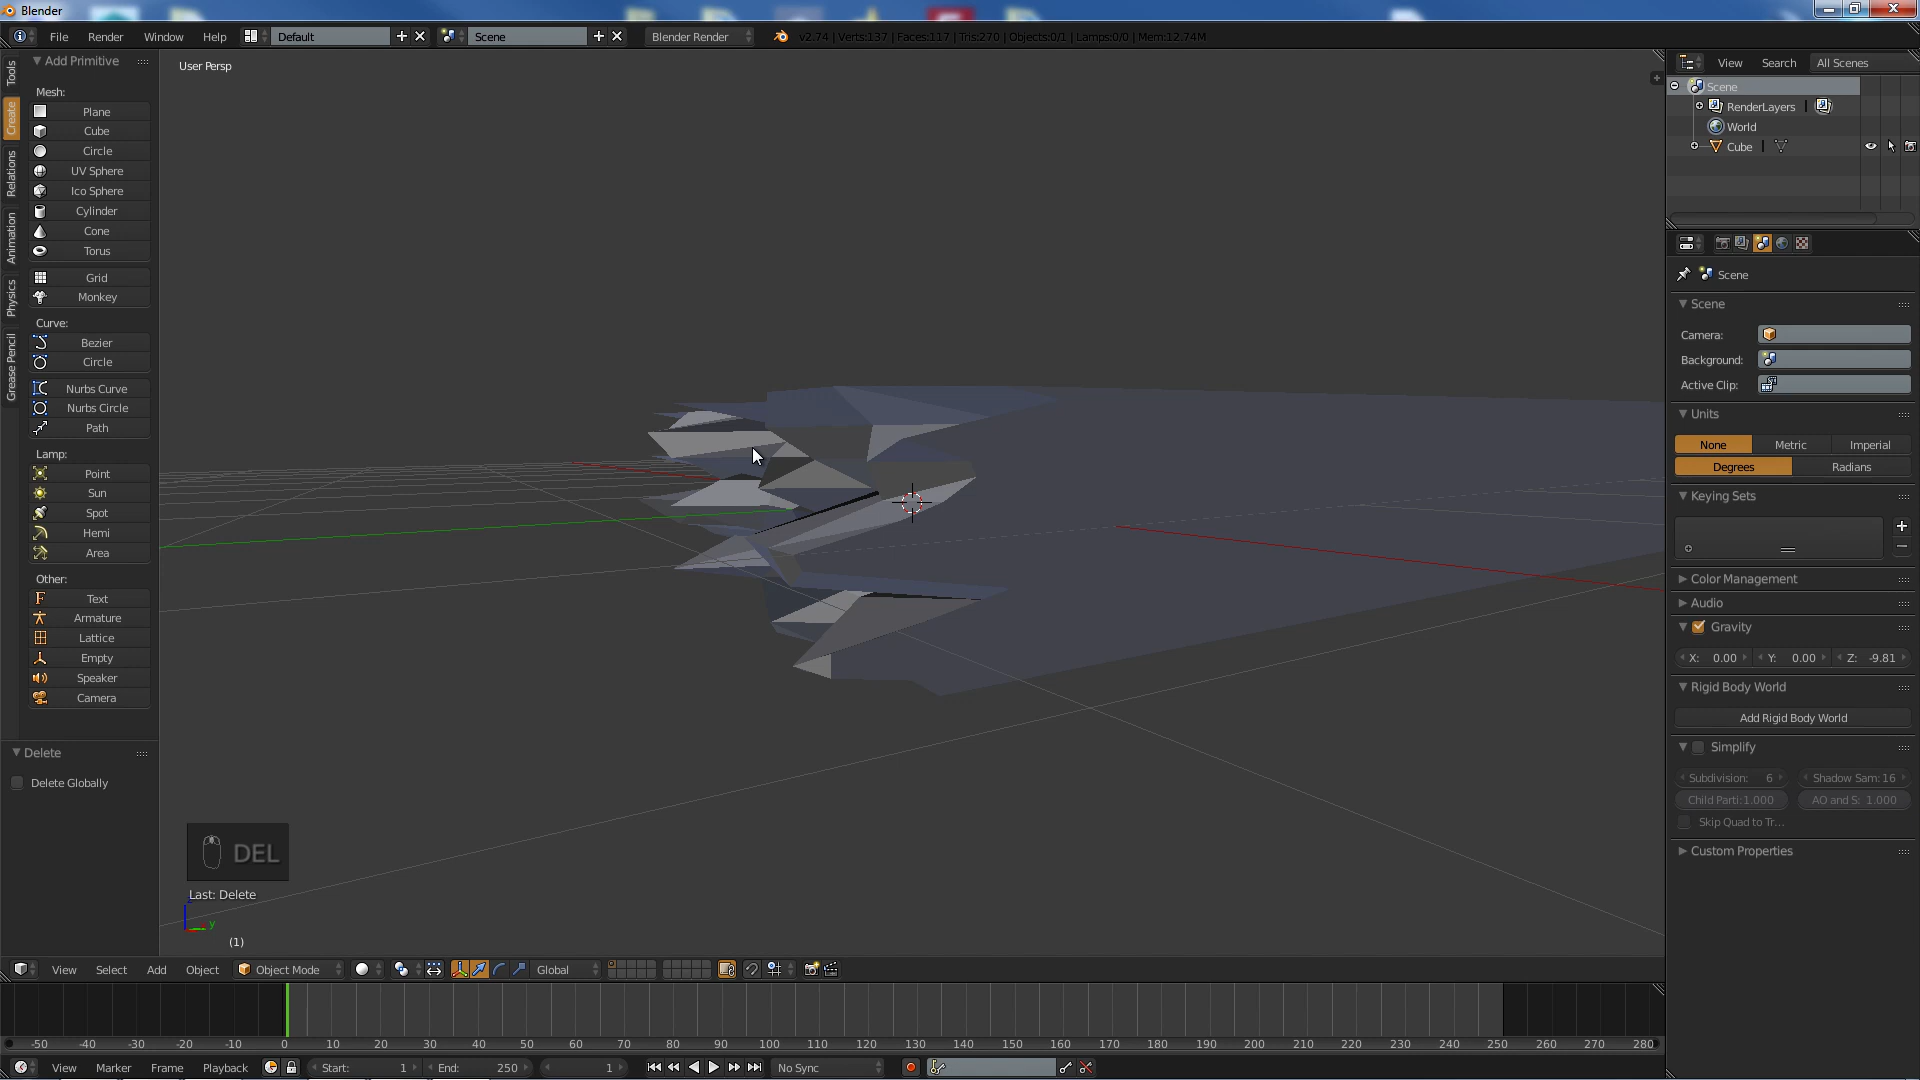 Blender
File Render Window Help Default Scene Blender Render v2.74 | Verts:137 | Faces:117 | Tris:270 | Objects:0/1 | Lamps:0/0 | Mem:12.74M
Tools
Create
Relations
Animation
Physics
Grease Pencil
Add Primitive
Mesh:
Plane
Cube
Circle
UV Sphere
Ico Sphere
Cylinder
Cone
Torus
Grid
Monkey
Curve:
Bezier
Circle
Nurbs Curve
Nurbs Circle
Path
Lamp:
Point
Sun
Spot
Hemi
Area
Other:
Text
Armature
Lattice
Empty
Speaker
Camera
Delete
Delete Globally
User Persp
DEL
Last: Delete
y
(1)
View Search All Scenes
Scene
RenderLayers
World
Cube
Scene
Scene
Camera:
Background:
Active Clip:
Units
None Metric Imperial
Degrees Radians
Keying Sets
Color Management
Audio
Gravity
X: 0.00 Y: 0.00 Z: -9.81
Rigid Body World
Add Rigid Body World
Simplify
Subdivision: 6 Shadow Sam: 16
Child Parti:1.000 AO and S: 1.000
Skip Quad to Tr...
Custom Properties
View Select Add Object Object Mode Global
-50 -40 -30 -20 -10 0 10 20 30 40 50 60 70 80 90 100 110 120 130 140 150 160 170 180 190 200 210 220 230 240 250 260 270 280
View Marker Frame Playback Start: 1 End: 250 1 No Sync